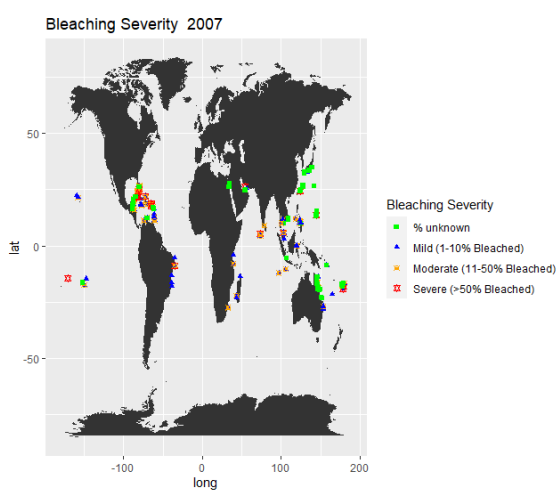 Bleaching Severity  2007
50
0
-50
lat
-100
0
100
200
long
Bleaching Severity
% unknown
Mild (1-10% Bleached)
Moderate (11-50% Bleached)
Severe (>50% Bleached)